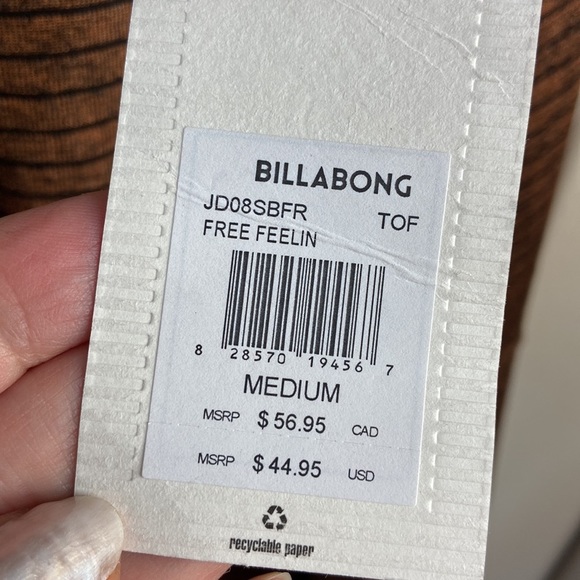 BILLABONG
JD08SBFR TOF
FREE FEELIN
8 28570 19456 7
MEDIUM
MSRP $56.95 CAD
MSRP $44.95 USD
recyclable paper